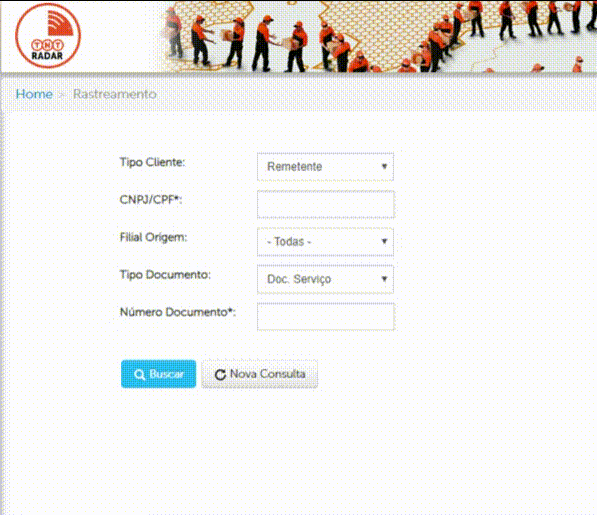 TNT
RADAR
Home > Rastreamento
Tipo Cliente: Remetente
CNPJ/CPF*:
Filial Origem: - Todas -
Tipo Documento: Doc. Serviço
Número Documento*:
Buscar Nova Consulta